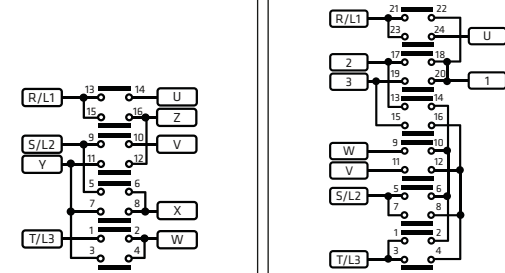 R/L1 13 14 U
15 16 Z
S/L2 9 10 V
Y 11 12
5 6
7 8 X
T/L3 1 2 W
3 4
21 22
R/L1
23 24 U
2 17 18
3 19 20 1
13 14
15 16
W 9 10
V 11 12
S/L2 5 6
7 8
1 2
T/L3 3 4